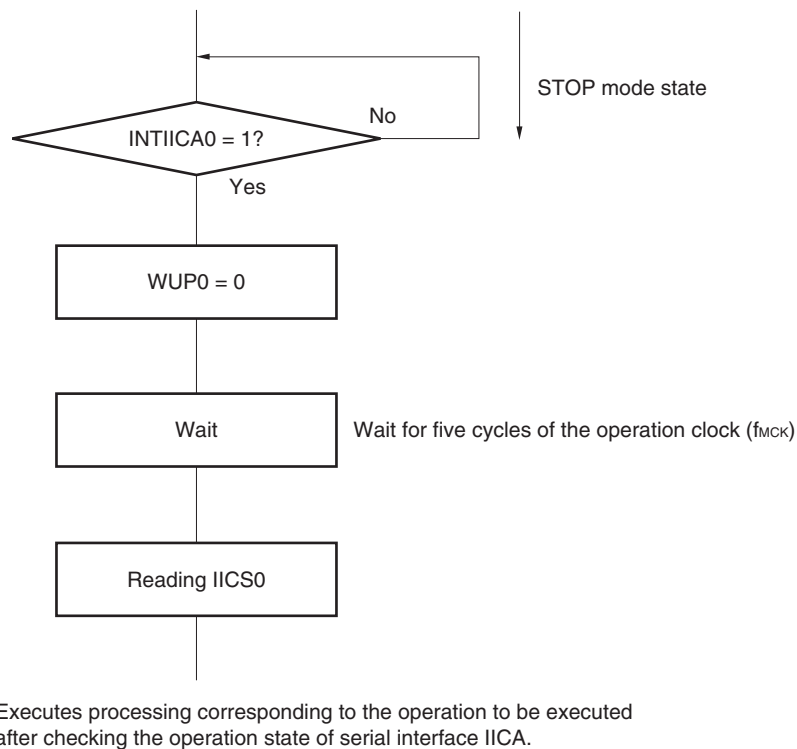 STOP mode state
No
INTIICA0 = 1?
Yes
WUP0 = 0
Wait
Wait for five cycles of the operation clock (fMCK)
Reading IICS0
Executes processing corresponding to the operation to be executed
after checking the operation state of serial interface IICA.